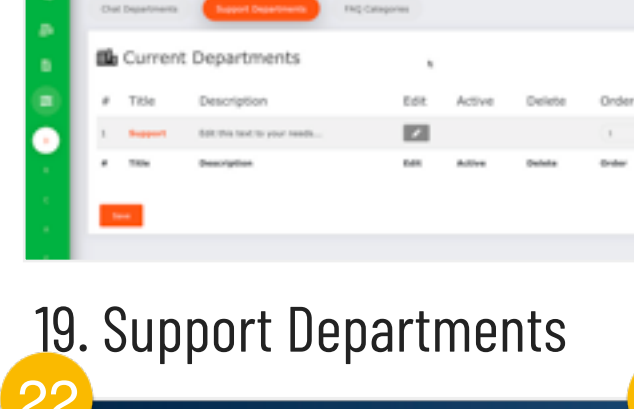 Chat Departments Support Departments FAQ Categories
Current Departments
# Title Description Edit Active Delete Order
1 Support Edit this text to your needs... 1
# Title Description Edit Active Delete Order
Save
19. Support Departments
22